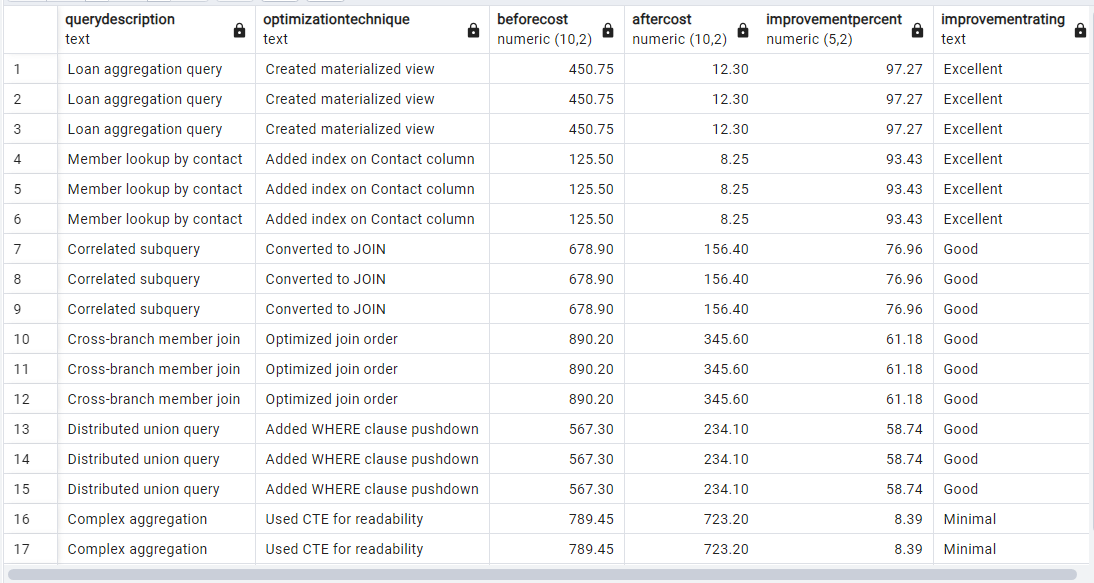 querydescription optimizationtechnique beforecost aftercost improvementpercent improvementrating
text text numeric (10,2) numeric (10,2) numeric (5,2) text
1 Loan aggregation query Created materialized view 450.75 12.30 97.27 Excellent
2 Loan aggregation query Created materialized view 450.75 12.30 97.27 Excellent
3 Loan aggregation query Created materialized view 450.75 12.30 97.27 Excellent
4 Member lookup by contact Added index on Contact column 125.50 8.25 93.43 Excellent
5 Member lookup by contact Added index on Contact column 125.50 8.25 93.43 Excellent
6 Member lookup by contact Added index on Contact column 125.50 8.25 93.43 Excellent
7 Correlated subquery Converted to JOIN 678.90 156.40 76.96 Good
8 Correlated subquery Converted to JOIN 678.90 156.40 76.96 Good
9 Correlated subquery Converted to JOIN 678.90 156.40 76.96 Good
10 Cross-branch member join Optimized join order 890.20 345.60 61.18 Good
11 Cross-branch member join Optimized join order 890.20 345.60 61.18 Good
12 Cross-branch member join Optimized join order 890.20 345.60 61.18 Good
13 Distributed union query Added WHERE clause pushdown 567.30 234.10 58.74 Good
14 Distributed union query Added WHERE clause pushdown 567.30 234.10 58.74 Good
15 Distributed union query Added WHERE clause pushdown 567.30 234.10 58.74 Good
16 Complex aggregation Used CTE for readability 789.45 723.20 8.39 Minimal
17 Complex aggregation Used CTE for readability 789.45 723.20 8.39 Minimal